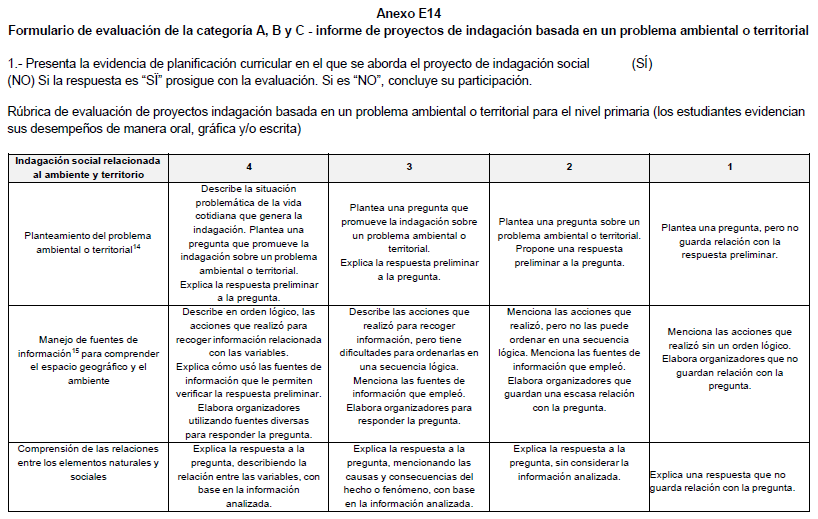 Anexo E14
Formulario de evaluación de la categoría A, B y C - informe de proyectos de indagación basada en un problema ambiental o territorial
1.- Presenta la evidencia de planificación curricular en el que se aborda el proyecto de indagación social (SÍ)
(NO) Si la respuesta es “SÏ” prosigue con la evaluación. Si es “NO”, concluye su participación.
Rúbrica de evaluación de proyectos indagación basada en un problema ambiental o territorial para el nivel primaria (los estudiantes evidencian
sus desempeños de manera oral, gráfica y/o escrita)
Indagación social relacionada
al ambiente y territorio
4
3
2
1
Planteamiento del problema
ambiental o territorial14
Describe la situación
problemática de la vida
cotidiana que genera la
indagación. Plantea una
pregunta que promueve la
indagación sobre un problema
ambiental o territorial.
Explica la respuesta preliminar
a la pregunta.
Plantea una pregunta que
promueve la indagación sobre
un problema ambiental o
territorial.
Explica la respuesta preliminar
a la pregunta.
Plantea una pregunta sobre un
problema ambiental o territorial.
Propone una respuesta
preliminar a la pregunta.
Plantea una pregunta, pero no
guarda relación con la
respuesta preliminar.
Manejo de fuentes de
información15 para comprender
el espacio geográfico y el
ambiente
Describe en orden lógico, las
acciones que realizó para
recoger información relacionada
con las variables.
Explica cómo usó las fuentes de
información que le permiten
verificar la respuesta preliminar.
Elabora organizadores
utilizando fuentes diversas
para responder la pregunta.
Describe las acciones que
realizó para recoger
información, pero tiene
dificultades para ordenarlas en
una secuencia lógica.
Menciona las fuentes de
información que empleó.
Elabora organizadores para
responder la pregunta.
Menciona las acciones que
realizó, pero no las puede
ordenar en una secuencia
lógica. Menciona las fuentes de
información que empleó.
Elabora organizadores que
guardan una escasa relación
con la pregunta.
Menciona las acciones que
realizó sin un orden lógico.
Elabora organizadores que no
guardan relación con la
pregunta.
Comprensión de las relaciones
entre los elementos naturales y
sociales
Explica la respuesta a la
pregunta, describiendo la
relación entre las variables, con
base en la información
analizada.
Explica la respuesta a la
pregunta, mencionando las
causas y consecuencias del
hecho o fenómeno, con base
en la información analizada.
Explica la respuesta a la
pregunta, sin considerar la
información analizada.
Explica una respuesta que no
guarda relación con la pregunta.